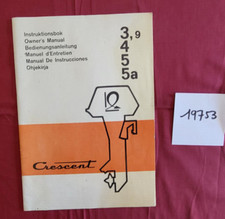 Instruktionsbok
Owner's Manual
Bedienungsanleitung
Manuel d'Entretien
Manual De Instrucciones
Ohjekirja
3,9
4
5
5a
Crescent
19753